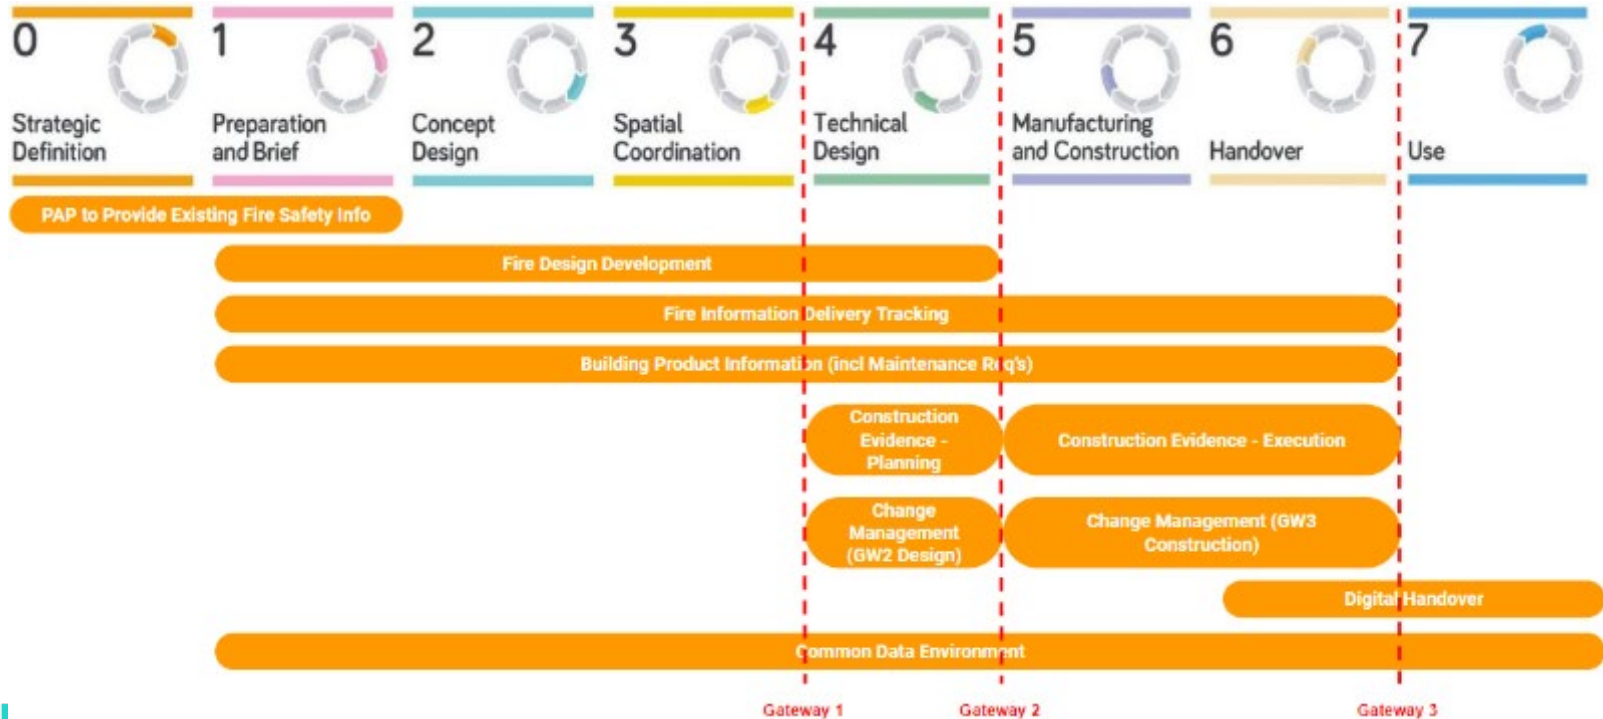 0
1
2
3
4
5
6
7
Strategic
Definition
Preparation
and Brief
Concept
Design
Spatial
Coordination
Technical
Design
Manufacturing
and Construction
Handover
Use
PAP to Provide Existing Fire Safety Info
Fire Design Development
Fire Information Delivery Tracking
Building Product Information (incl Maintenance Req's)
Construction
Evidence -
Planning
Construction Evidence - Execution
Change
Management
(GW2 Design)
Change Management (GW3
Construction)
Digital Handover
Common Data Environment
Gateway 1
Gateway 2
Gateway 3